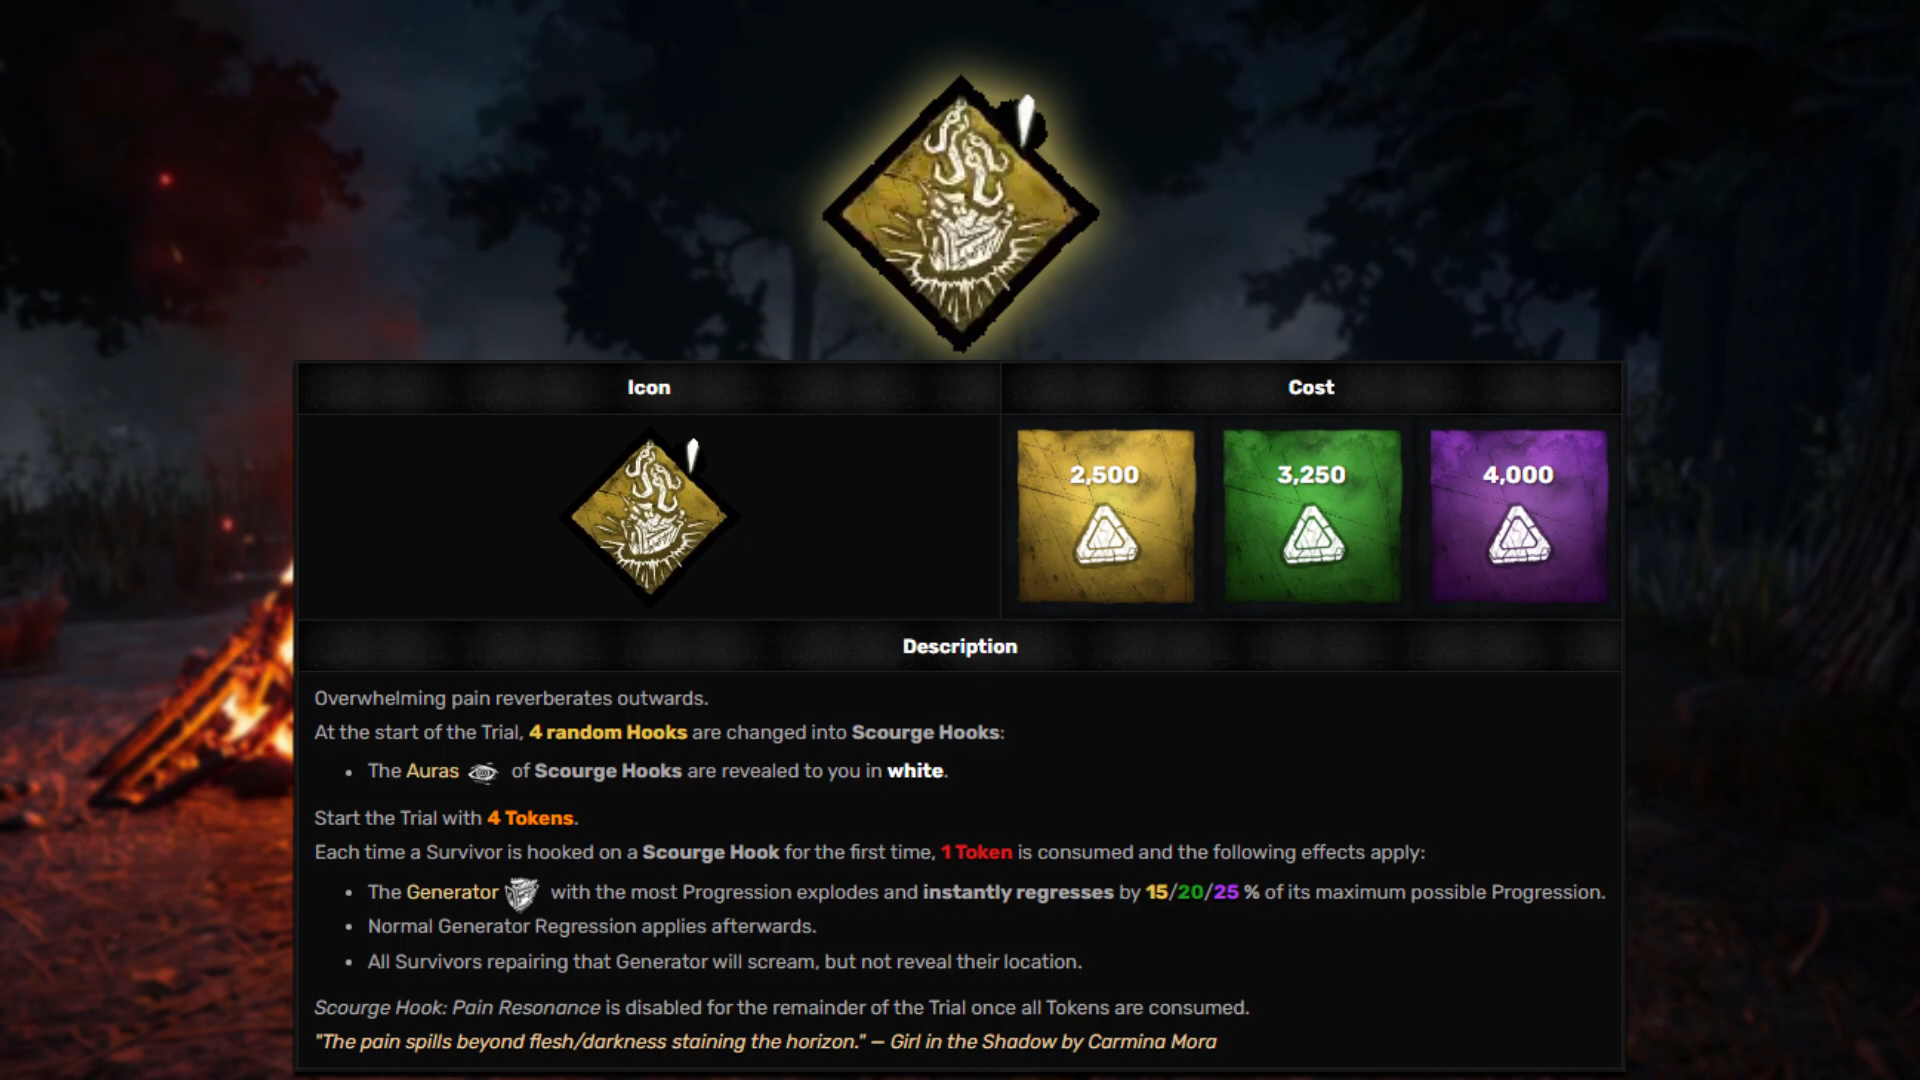 Icon
Cost
2,500
3,250
4,000
Description
Overwhelming pain reverberates outwards.
At the start of the Trial, 4 random Hooks are changed into Scourge Hooks:
• The Auras of Scourge Hooks are revealed to you in white.
Start the Trial with 4 Tokens.
Each time a Survivor is hooked on a Scourge Hook for the first time, 1 Token is consumed and the following effects apply:
• The Generator with the most Progression explodes and instantly regresses by 15/20/25 % of its maximum possible Progression.
• Normal Generator Regression applies afterwards.
• All Survivors repairing that Generator will scream, but not reveal their location.
Scourge Hook: Pain Resonance is disabled for the remainder of the Trial once all Tokens are consumed.
"The pain spills beyond flesh/darkness staining the horizon." — Girl in the Shadow by Carmina Mora